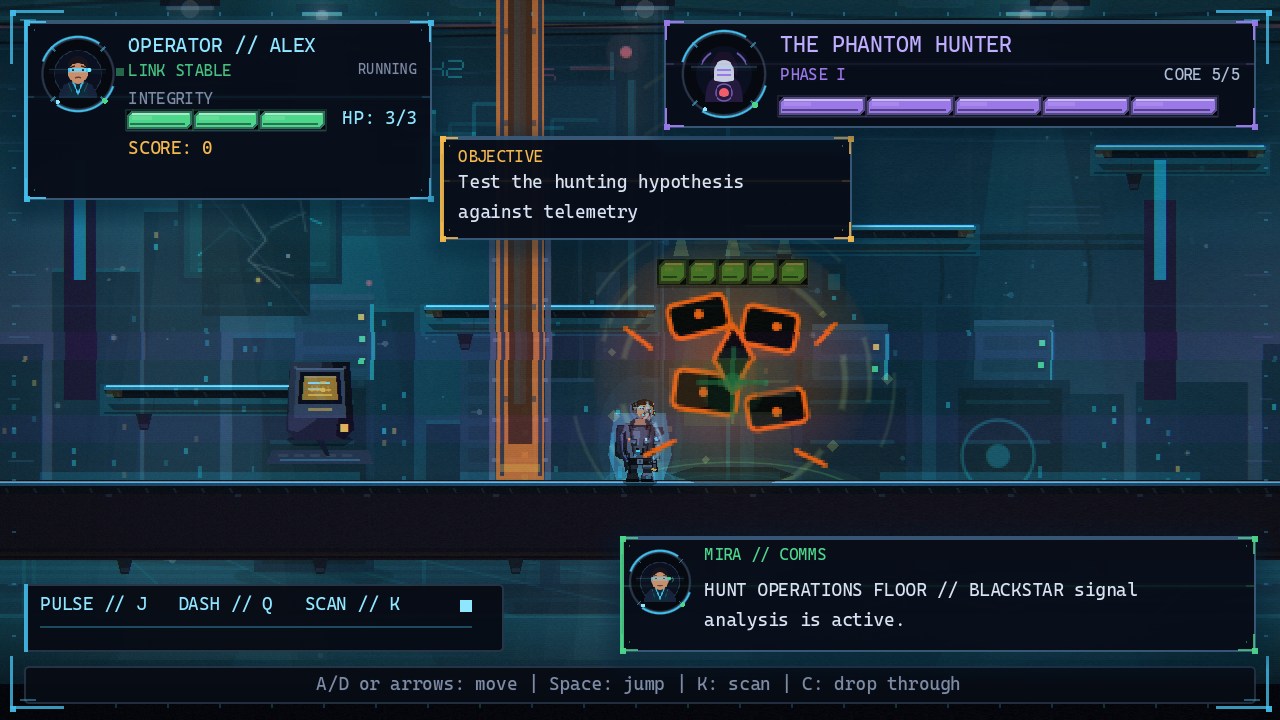 OPERATOR // ALEX
LINK STABLE
RUNNING
INTEGRITY
HP: 3/3
SCORE: 0
THE PHANTOM HUNTER
PHASE I
CORE 5/5
OBJECTIVE
Test the hunting hypothesis
against telemetry
MIRA // COMMS
HUNT OPERATIONS FLOOR // BLACKSTAR signal
analysis is active.
PULSE // J DASH // Q SCAN // K
A/D or arrows: move | Space: jump | K: scan | C: drop through